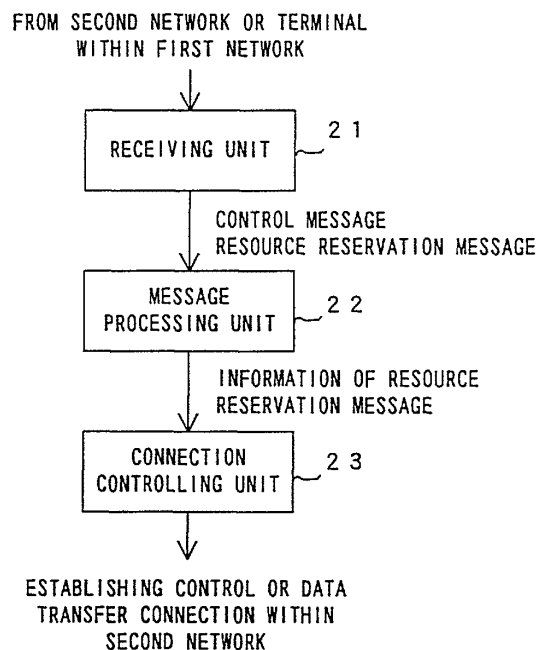 FROM SECOND NETWORK OR TERMINAL
WITHIN FIRST NETWORK
RECEIVING UNIT
21
CONTROL MESSAGE
RESOURCE RESERVATION MESSAGE
MESSAGE
PROCESSING UNIT
22
INFORMATION OF RESOURCE
RESERVATION MESSAGE
CONNECTION
CONTROLLING UNIT
23
ESTABLISHING CONTROL OR DATA
TRANSFER CONNECTION WITHIN
SECOND NETWORK